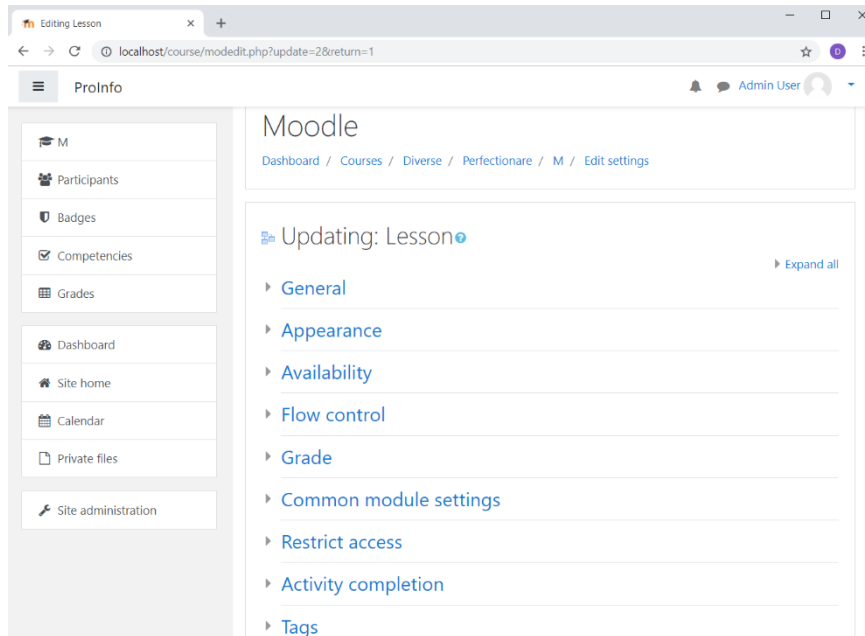 Editing Lesson
localhost/course/modedit.php?update=2&return=1
ProInfo
Admin User
M
Participants
Badges
Competencies
Grades
Dashboard
Site home
Calendar
Private files
Site administration
Moodle
Dashboard / Courses / Diverse / Perfectionare / M / Edit settings
Updating: Lesson
Expand all
General
Appearance
Availability
Flow control
Grade
Common module settings
Restrict access
Activity completion
Tags